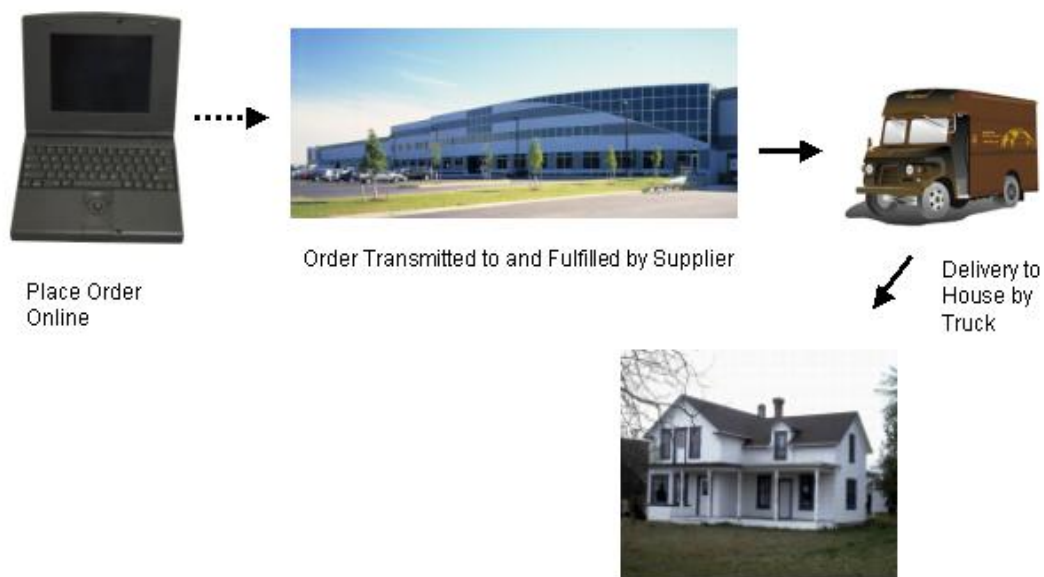 Place Order
Online
Order Transmitted to and Fulfilled by Supplier
Delivery to
House by
Truck